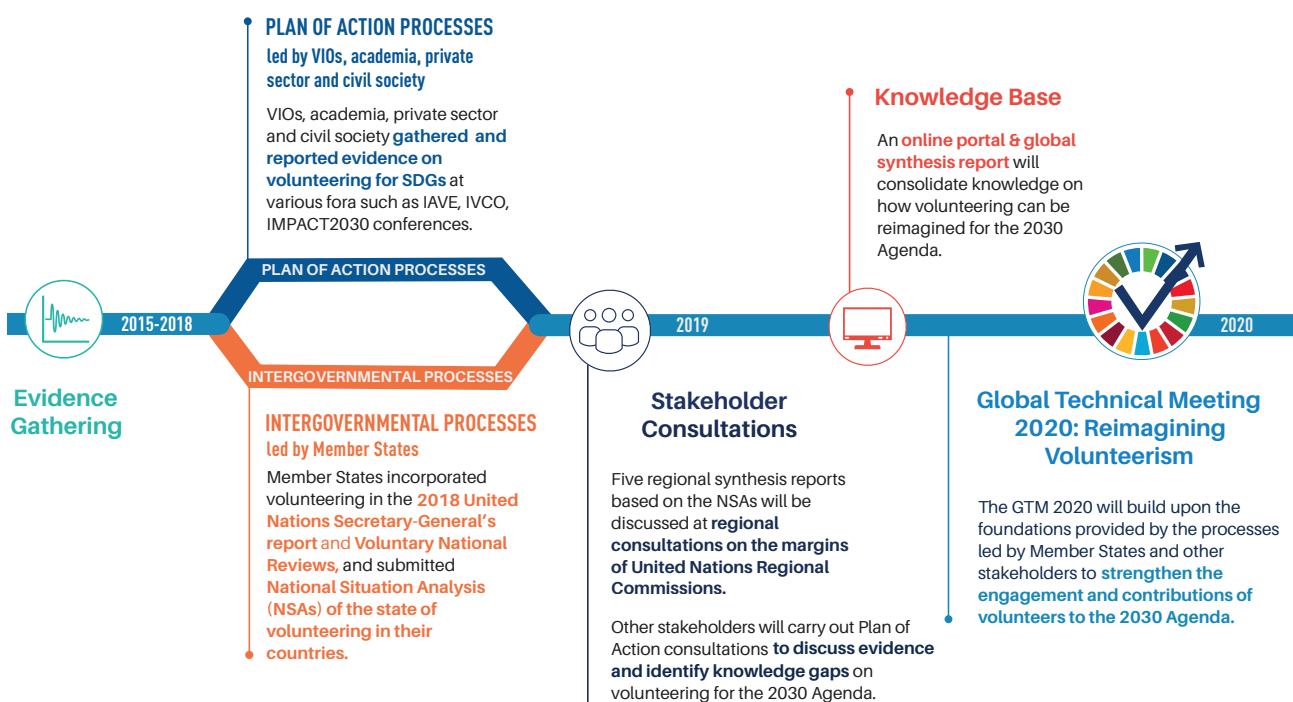 PLAN OF ACTION PROCESSES
led by VIOs, academia, private
sector and civil society
VIOs, academia, private sector
and civil society gathered and
reported evidence on
volunteering for SDGs at
various fora such as IAVE, IVCO,
IMPACT2030 conferences.
Knowledge Base
An online portal & global
synthesis report will
consolidate knowledge on
how volunteering can be
reimagined for the 2030
Agenda.
PLAN OF ACTION PROCESSES
2015-2018
2019
2020
INTERGOVERNMENTAL PROCESSES
Evidence
Gathering
INTERGOVERNMENTAL PROCESSES
led by Member States
Member States incorporated
volunteering in the 2018 United
Nations Secretary-General’s
report and Voluntary National
Reviews, and submitted
National Situation Analysis
(NSAs) of the state of
volunteering in their
countries.
Stakeholder
Consultations
Five regional synthesis reports
based on the NSAs will be
discussed at regional
consultations on the margins
of United Nations Regional
Commissions.
Other stakeholders will carry out Plan of
Action consultations to discuss evidence
and identify knowledge gaps on
volunteering for the 2030 Agenda.
Global Technical Meeting
2020: Reimagining
Volunteerism
The GTM 2020 will build upon the
foundations provided by the processes
led by Member States and other
stakeholders to strengthen the
engagement and contributions of
volunteers to the 2030 Agenda.